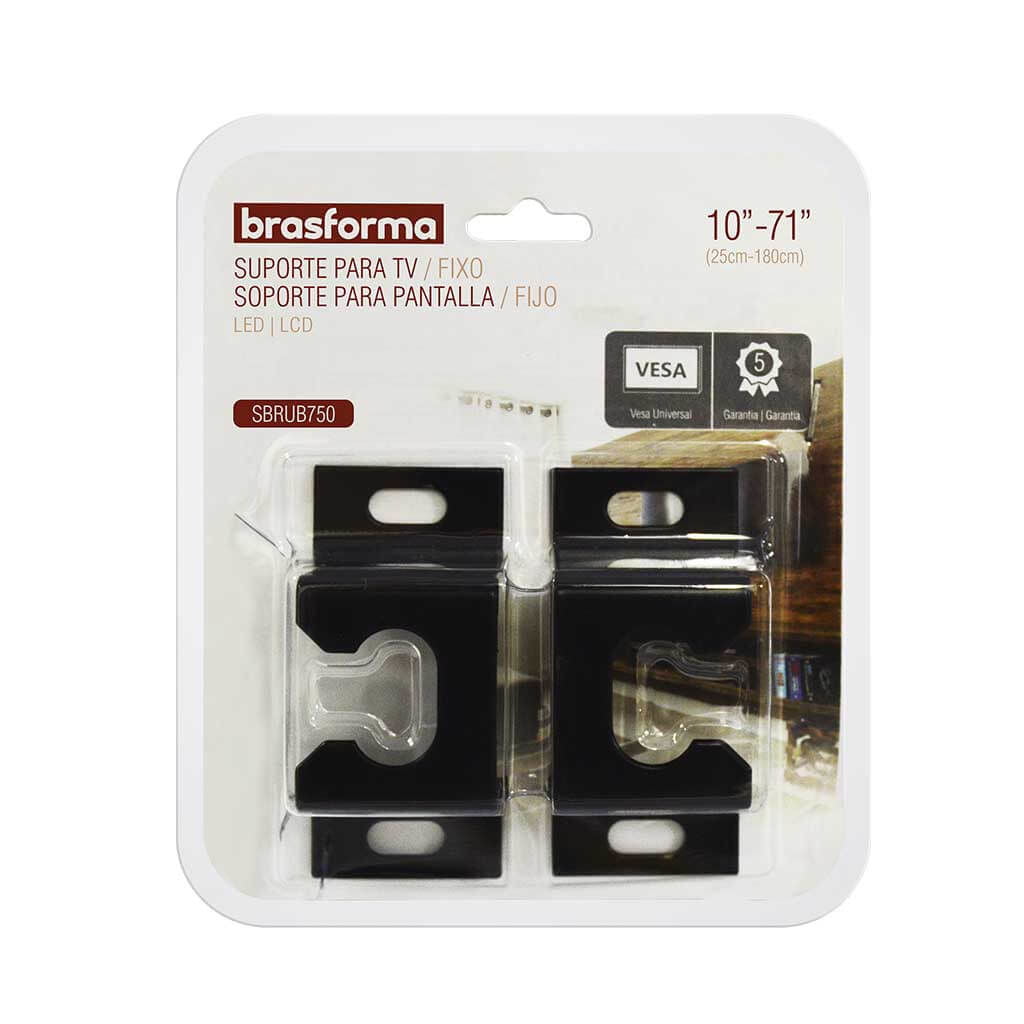 brasforma
SUPORTE PARA TV / FIXO
SOPORTE PARA PANTALLA / FIJO
LED | LCD
10”-71”
(25cm-180cm)
VESA
Vesa Universal
5
Garantia | Garantía
SBRUB750